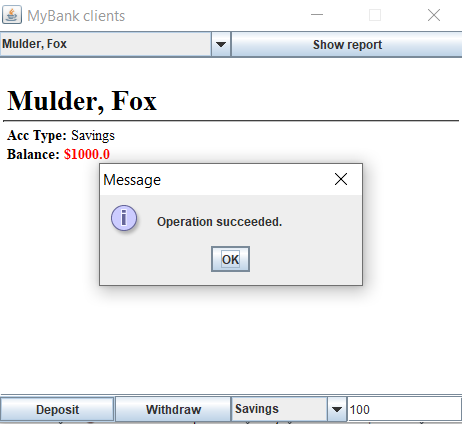 MyBank clients
Mulder, Fox
Show report
Mulder, Fox
Acc Type: Savings
Balance: $1000.0
Message
Operation succeeded.
OK
Deposit
Withdraw
Savings
100